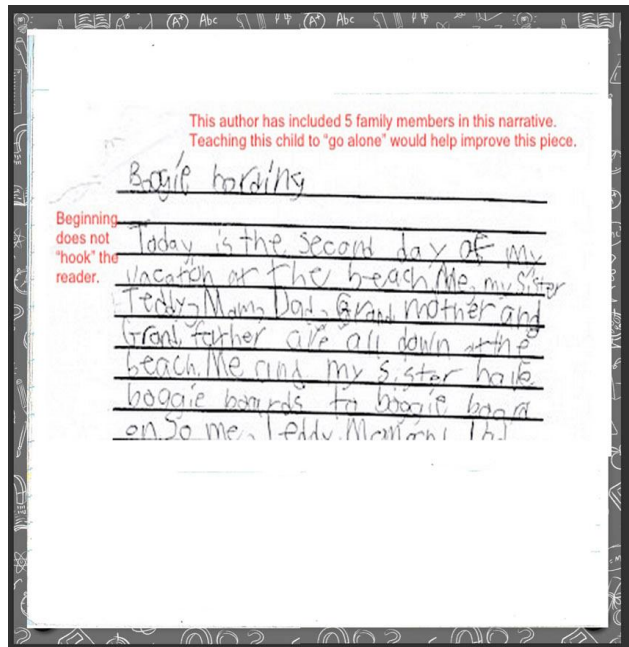 This author has included 5 family members in this narrative.
Teaching this child to “go alone” would help improve this piece.
Boogie bording
Beginning
does not
“hook” the
reader.
Today is the second day of my
vacation at the beach. Me, my sister
Teddy, Mom, Dad, Grand mother and
Grand father are all down at the
beach. Me and my sister have
boogie boards to boogie board
on So me, Teddy, Mom